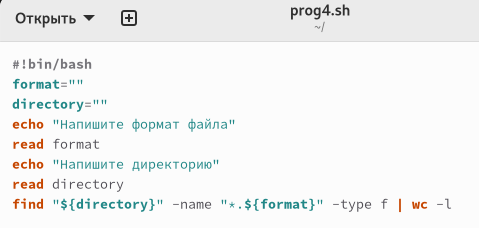 Открыть
prog4.sh
~/
#!bin/bash
format=""
directory=""
echo "Напишите формат файла"
read format
echo "Напишите директорию"
read directory
find "${directory}" -name "*.${format}" -type f | wc -l